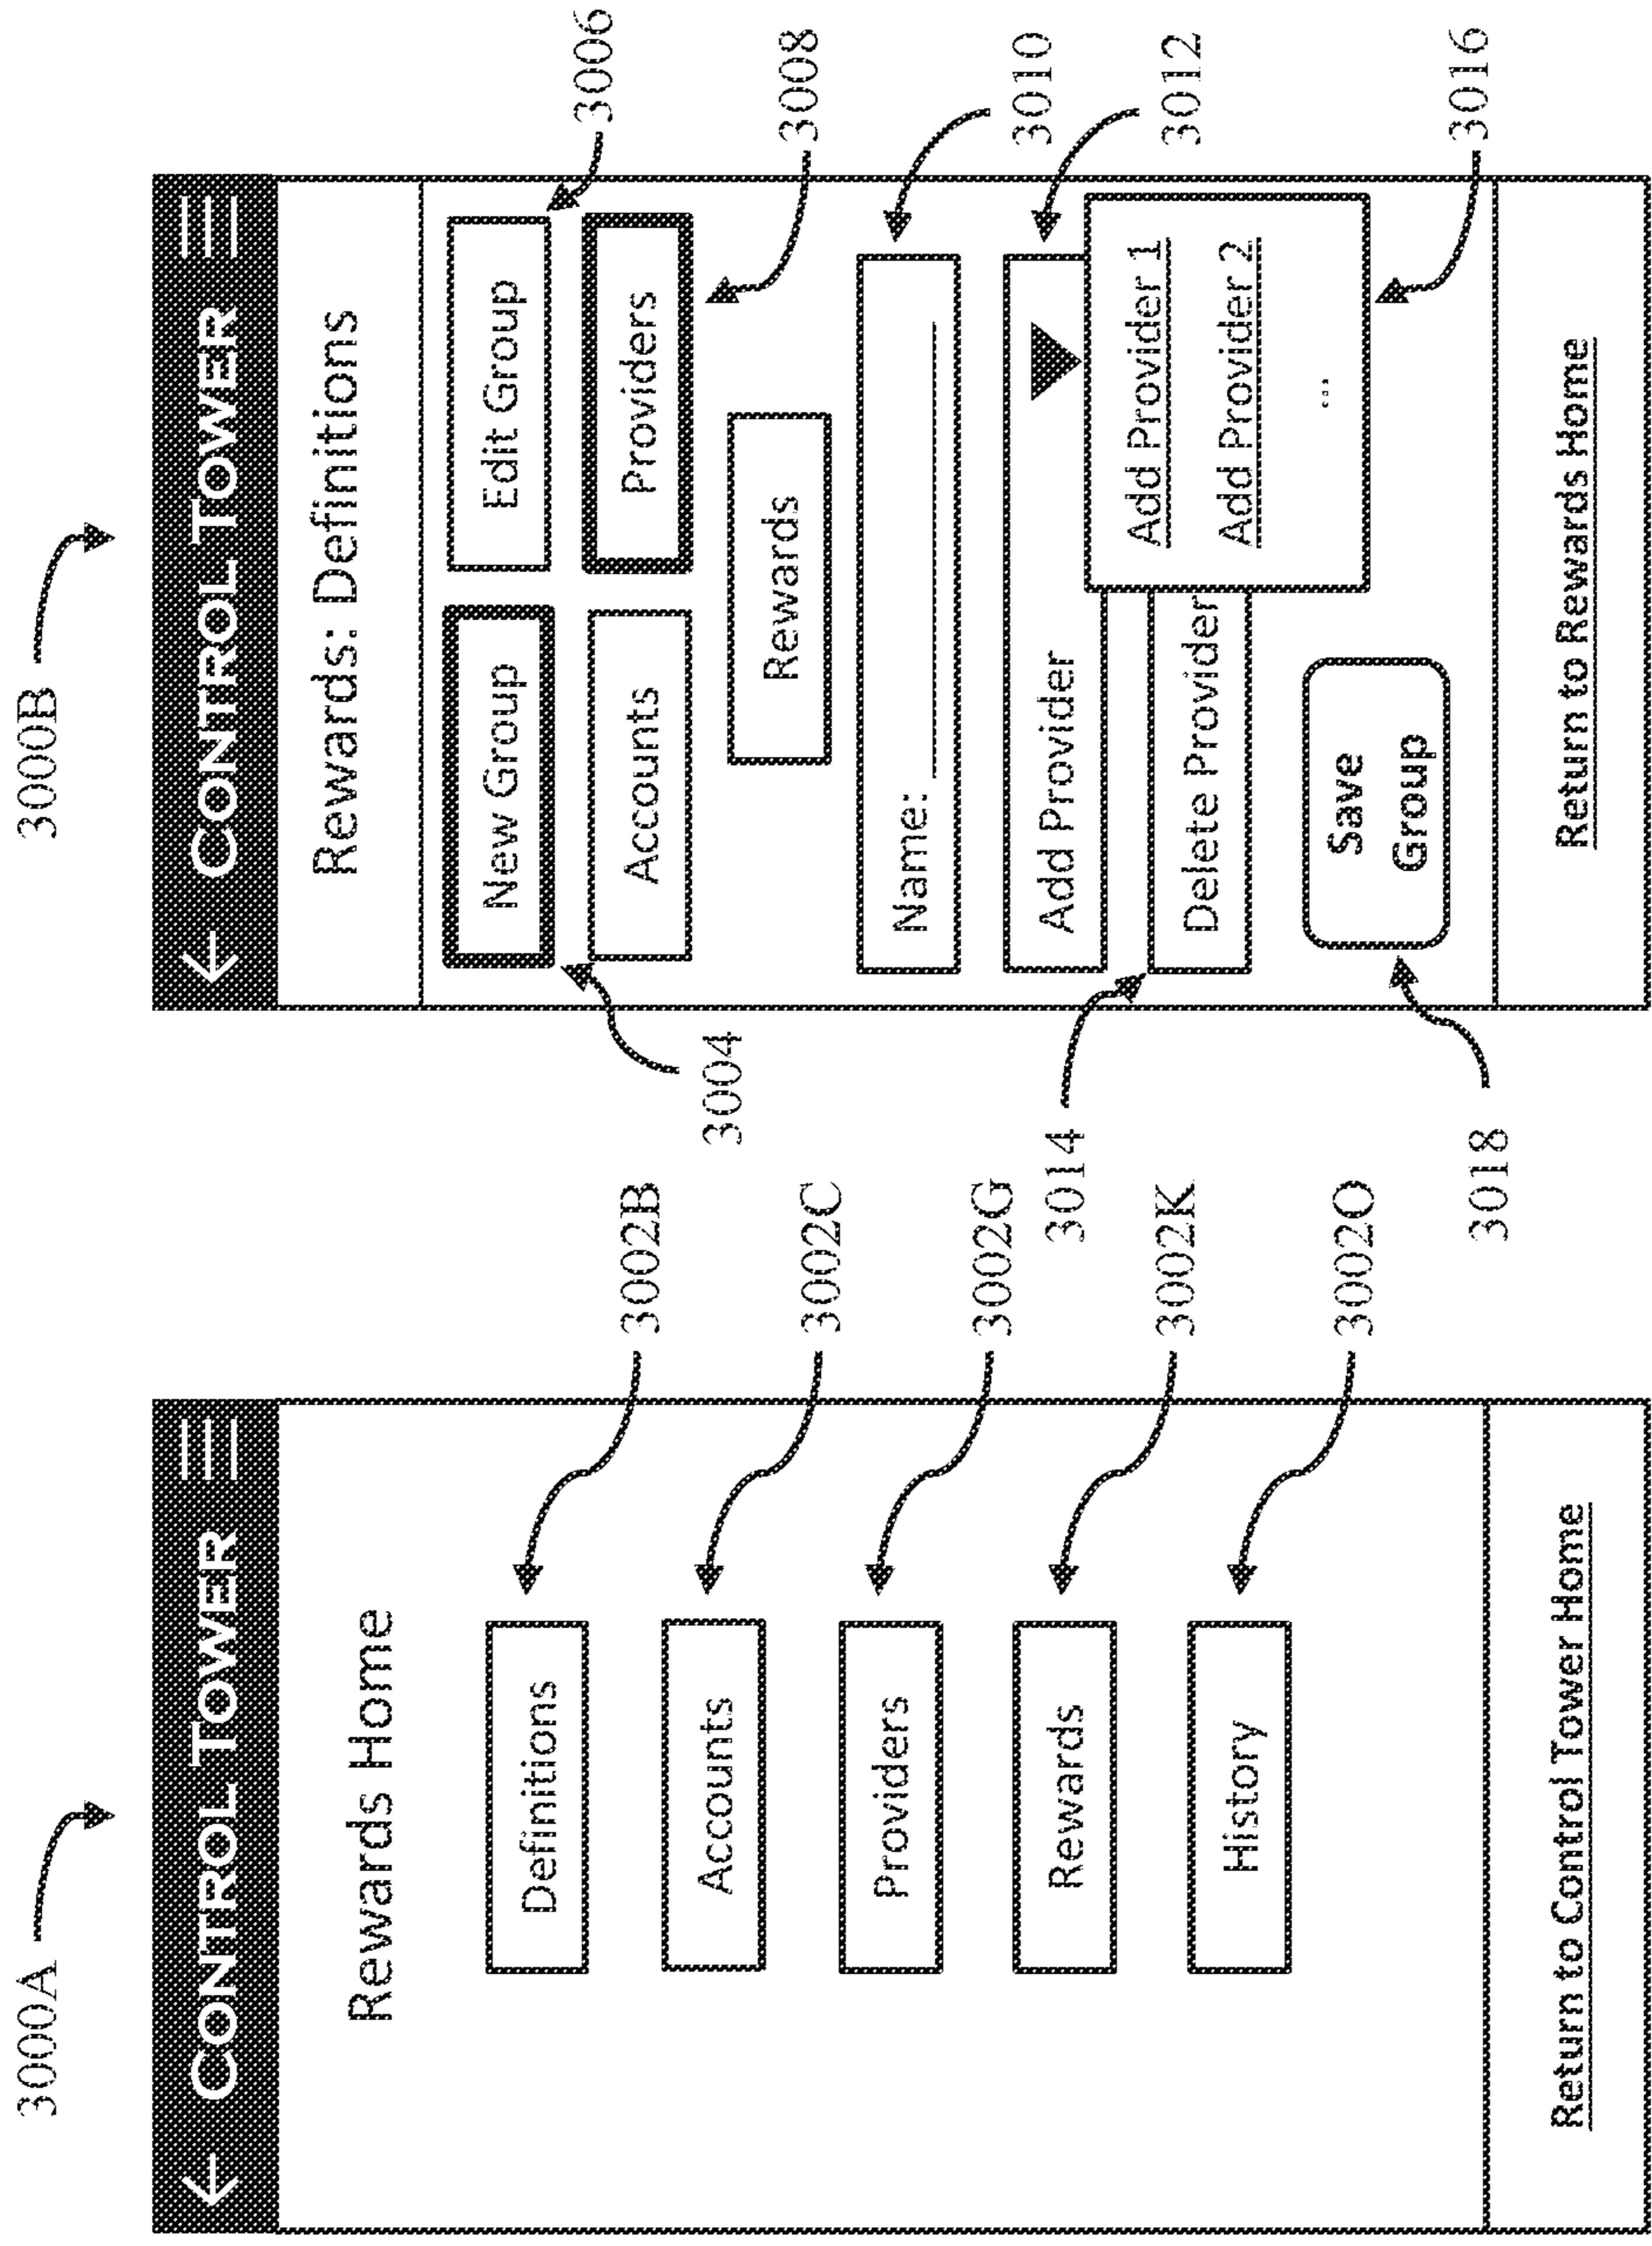 3000A
← CONTROL TOWER
Rewards Home
Definitions
3002B
Accounts
3002C
Providers
3002G
Rewards
3002K
History
3002O
Return to Control Tower Home
3000B
← CONTROL TOWER
Rewards: Definitions
New Group
Edit Group
3004
3006
Accounts
Providers
3008
Rewards
Name:
3010
Add Provider
3012
3014
Delete Provider
Add Provider 1
Add Provider 2
...
3016
Save
Group
3018
Return to Rewards Home